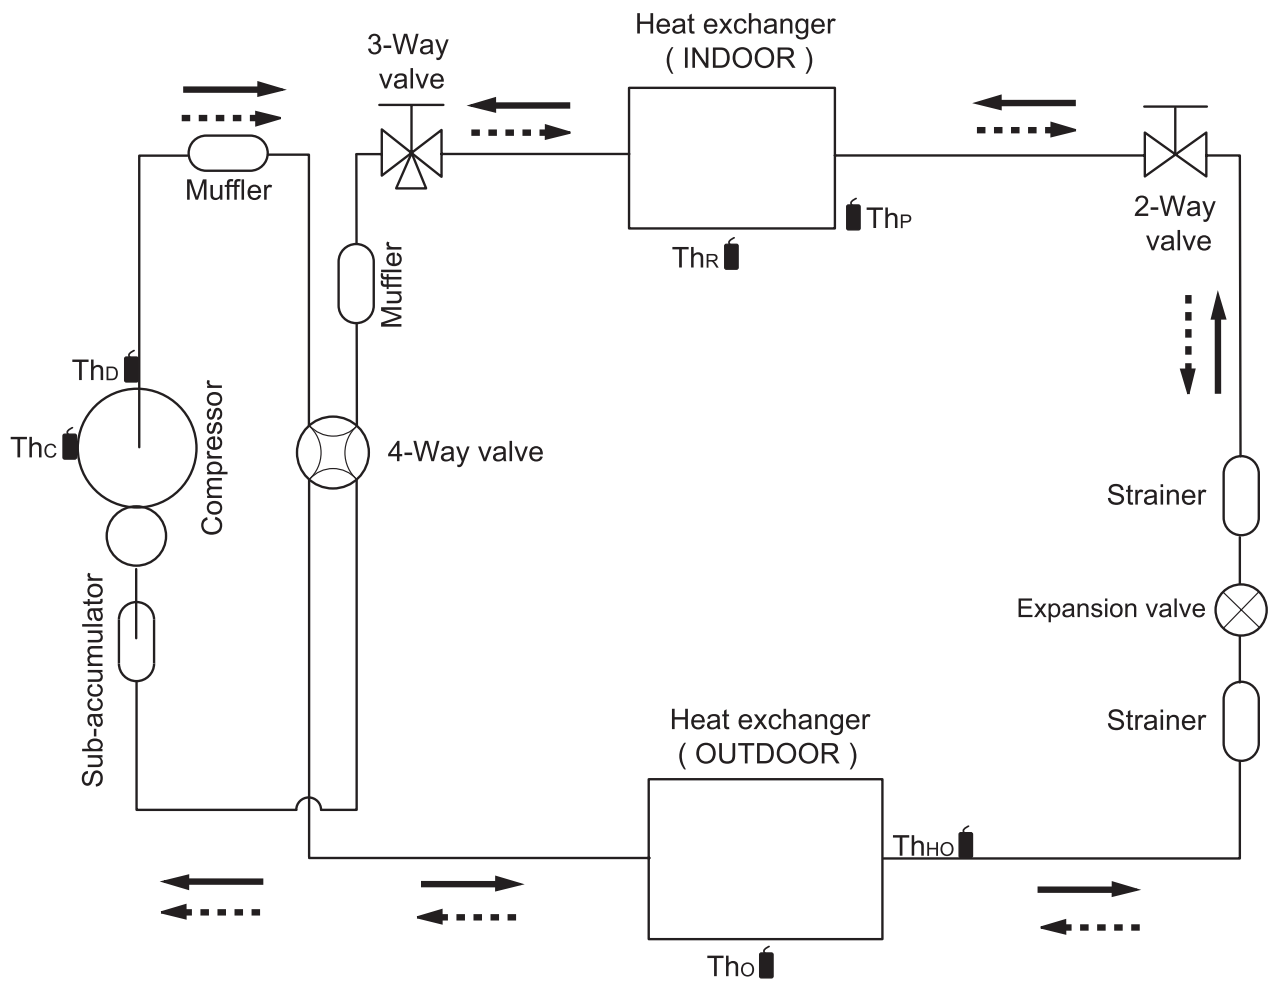 Heat exchanger
( INDOOR )
3-Way
valve
Muffler
2-Way
valve
ThP
ThR
Muffler
ThD
ThC
Compressor
4-Way valve
Strainer
Expansion valve
Sub-accumulator
Strainer
Heat exchanger
( OUTDOOR )
ThHO
ThO